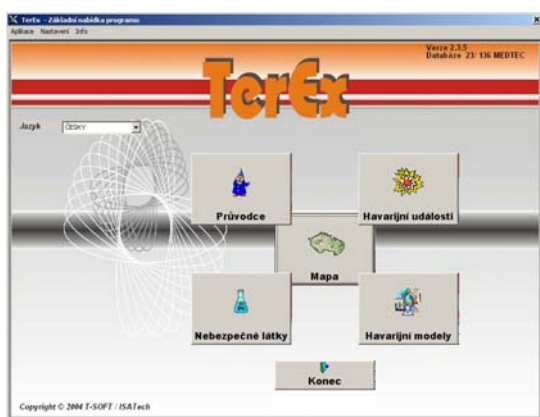 TerEx - Základní nabídka programu
Aplikace Nastavení Info
Verze 2.3.5
Databáze 23/ 136 MEDTEC
TerEx
Jazyk ČESKY
Průvodce
Havarijní události
Mapa
Nebezpečné látky
Havarijní modely
Konec
Copyright © 2004 T-SOFT / ISATech